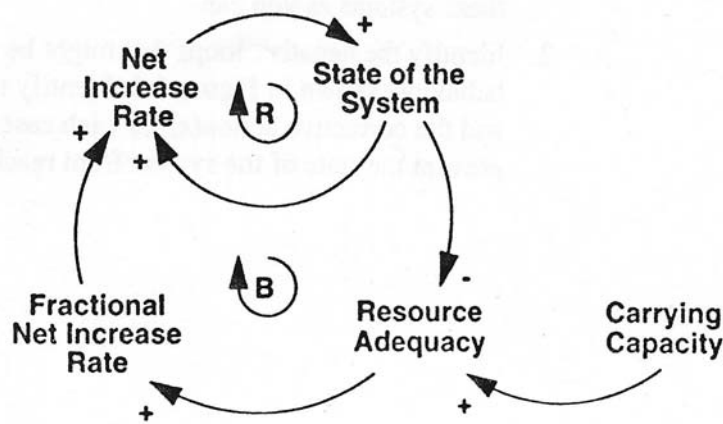 Net
Increase
Rate
+
State of the
System
+
+
R
B
-
Fractional
Net Increase
Rate
Resource
Adequacy
Carrying
Capacity
+
+